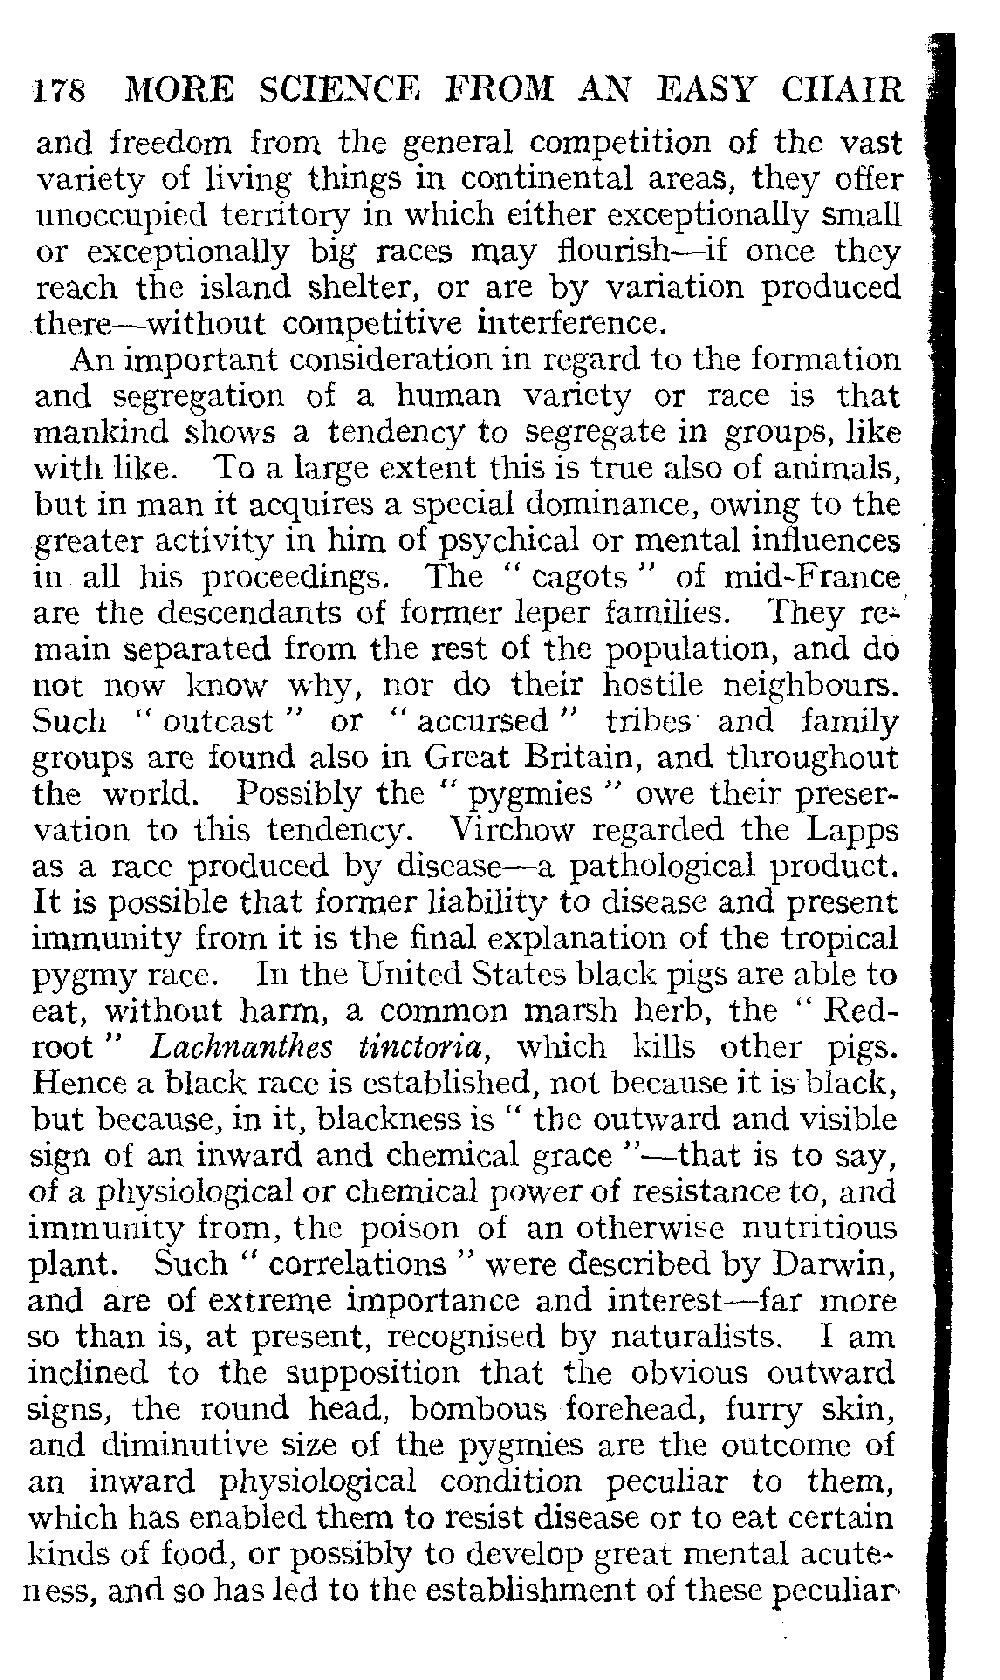 178 MORE SCIENCE FROM AN EASY CHAIR
and freedom from the general competition of the vast
variety of living things in continental areas, they offer
unoccupied territory in which either exceptionally small
or exceptionally big races may flourish—if once they
reach the island shelter, or are by variation produced
there—without competitive interference.
An important consideration in regard to the formation
and segregation of a human variety or race is that
mankind shows a tendency to segregate in groups, like
with like. To a large extent this is true also of animals,
but in man it acquires a special dominance, owing to the
greater activity in him of psychical or mental influences
in all his proceedings. The " cagots " of mid-France
are the descendants of former leper families. They re-
main separated from the rest of the population, and do
not now know why, nor do their hostile neighbours.
Such " outcast " or " accursed " tribes and family
groups are found also in Great Britain, and throughout
the world. Possibly the " pygmies " owe their preser-
vation to this tendency. Virchow regarded the Lapps
as a race produced by disease—a pathological product.
It is possible that former liability to disease and present
immunity from it is the final explanation of the tropical
pygmy race. In the United States black pigs are able to
eat, without harm, a common marsh herb, the " Red-
root " Lachnanthes tinctoria, which kills other pigs.
Hence a black race is established, not because it is black,
but because, in it, blackness is " the outward and visible
sign of an inward and chemical grace "—that is to say,
of a physiological or chemical power of resistance to, and
immunity from, the poison of an otherwise nutritious
plant. Such " correlations " were described by Darwin,
and are of extreme importance and interest—far more
so than is, at present, recognised by naturalists. I am
inclined to the supposition that the obvious outward
signs, the round head, bombous forehead, furry skin,
and diminutive size of the pygmies are the outcome of
an inward physiological condition peculiar to them,
which has enabled them to resist disease or to eat certain
kinds of food, or possibly to develop great mental acute-
ness, and so has led to the establishment of these peculiar